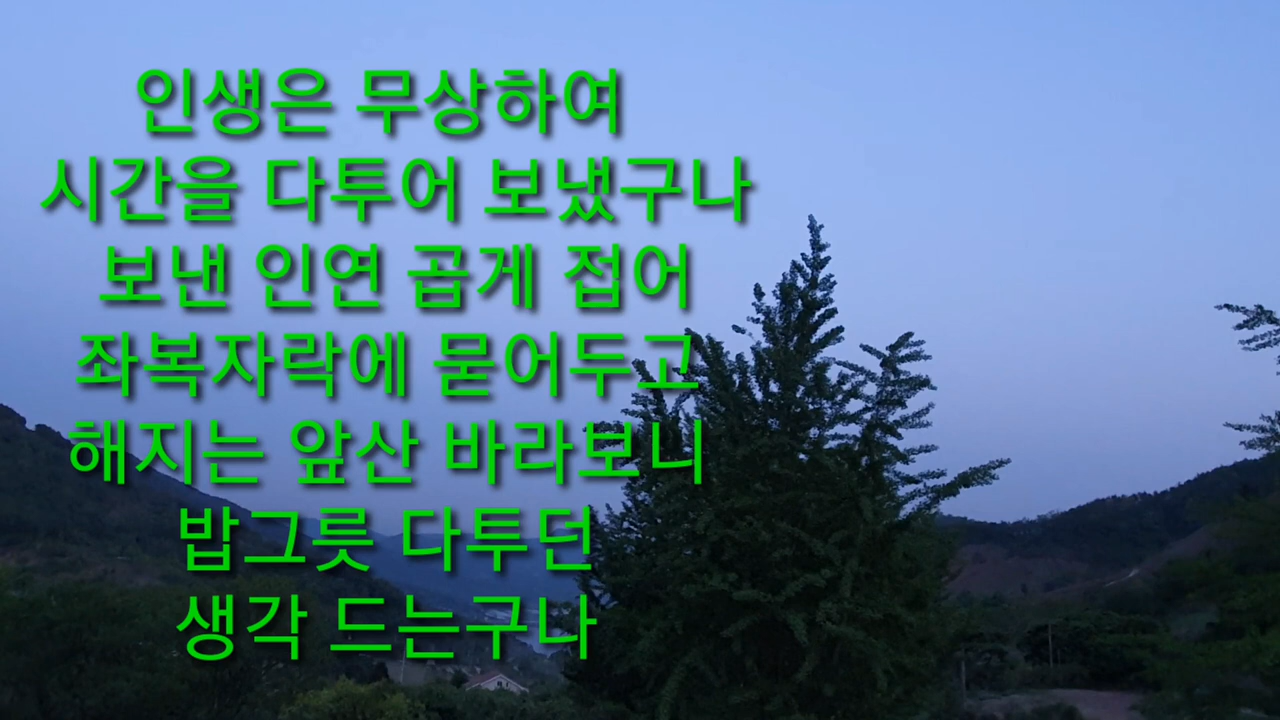 인생은 무상하여
시간을 다투어 보냈구나
보낸 인연 곱게 접어
좌복자락에 묻어두고
해지는 앞산 바라보니
밥그릇 다투던
생각 드는구나